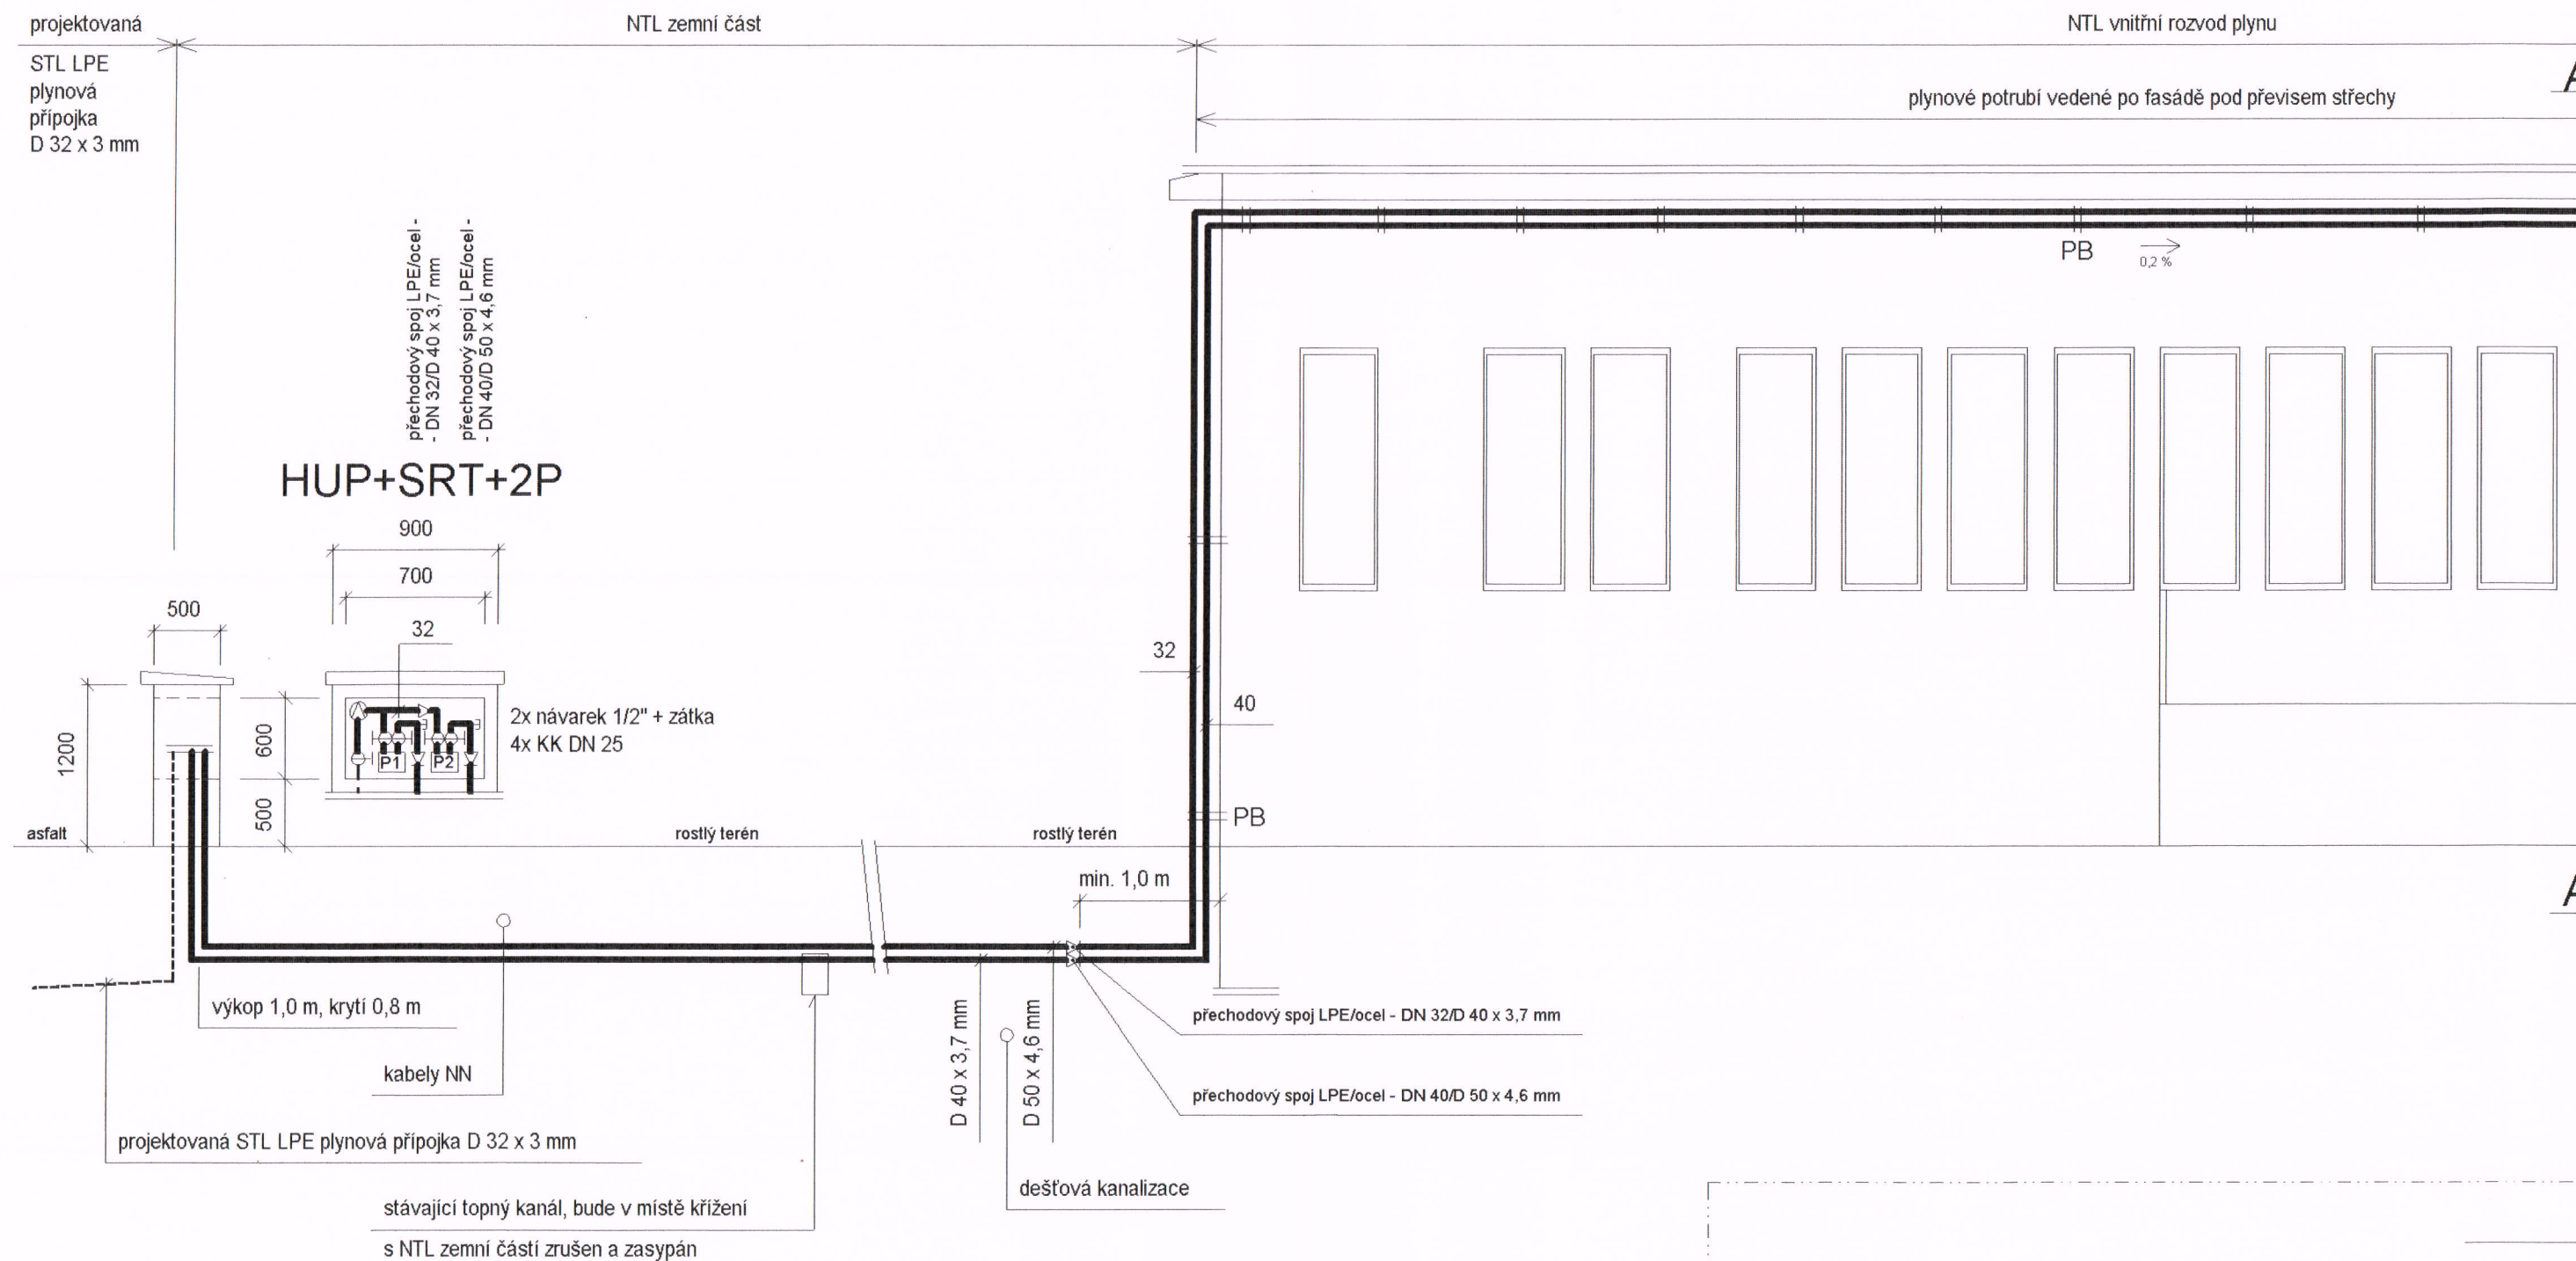 projektovaná
NTL zemní část
NTL vnitřní rozvod plynu
STL LPE
plynová
přípojka
D 32 x 3 mm
plynové potrubí vedené po fasádě pod převisem střechy
A
přechodový spoj LPE/ocel -
- DN 32/D 40 x 3,7 mm
přechodový spoj LPE/ocel -
- DN 40/D 50 x 4,6 mm
PB
0,2 %
HUP+SRT+2P
900
700
500
32
1200
600
500
P1
P2
2x návarek 1/2" + zátka
4x KK DN 25
32
40
PB
asfalt
rostlý terén
rostlý terén
min. 1,0 m
A
výkop 1,0 m, krytí 0,8 m
kabely NN
projektovaná STL LPE plynová přípojka D 32 x 3 mm
stávající topný kanál, bude v místě křížení
s NTL zemní částí zrušen a zasypán
D 40 x 3,7 mm
D 50 x 4,6 mm
dešťová kanalizace
přechodový spoj LPE/ocel - DN 32/D 40 x 3,7 mm
přechodový spoj LPE/ocel - DN 40/D 50 x 4,6 mm